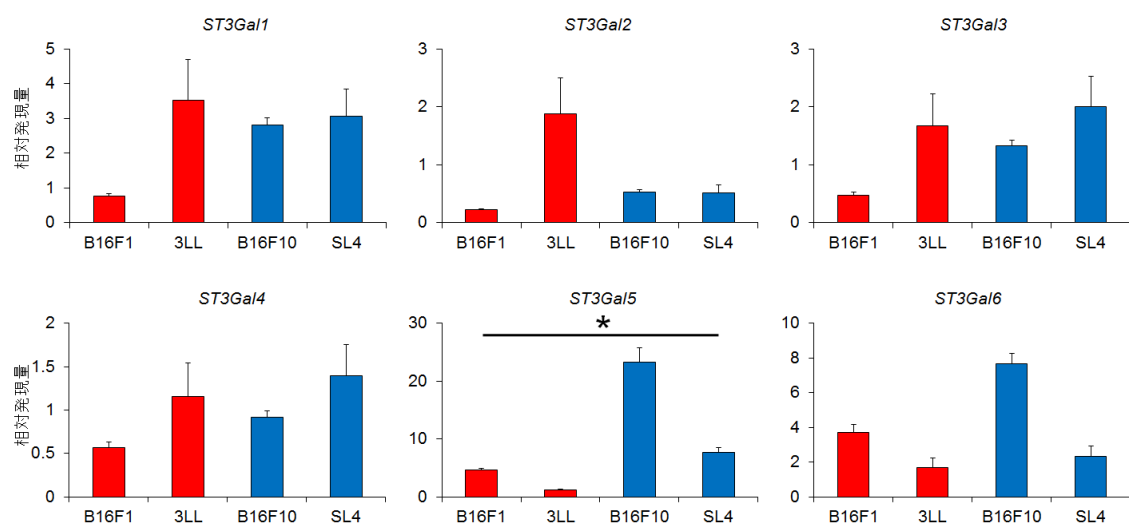 ST3Gal1
ST3Gal2
ST3Gal3
相対発現量
5
4
3
2
1
0
B16F1 3LL B16F10 SL4
3
2
1
0
B16F1 3LL B16F10 SL4
3
2
1
0
B16F1 3LL B16F10 SL4
ST3Gal4
ST3Gal5
ST3Gal6
相対発現量
2
1.5
1
0.5
0
B16F1 3LL B16F10 SL4
*
30
20
10
0
B16F1 3LL B16F10 SL4
10
8
6
4
2
0
B16F1 3LL B16F10 SL4